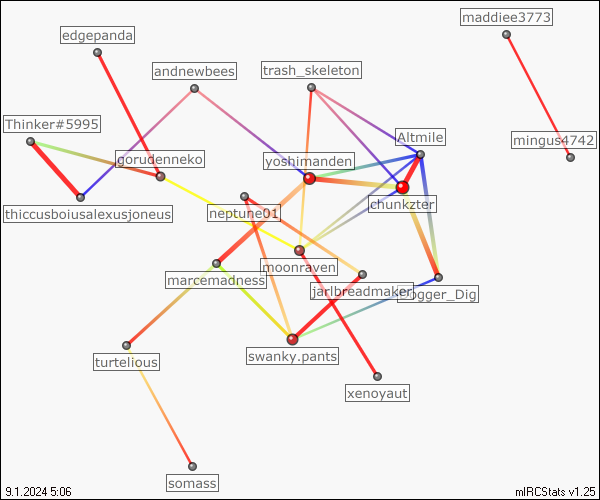 maddiee3773
edgepanda
andnewbees
trash_skeleton
Thinker#5995
Altmile
mingus4742
gorudenneko
yoshimanden
chunkzter
thiccusboiusalexusjoneus
neptune01
moonraven
marcemadness
jarlbreadmaker
ogger_Dig
swanky.pants
turtelious
xenoyaut
somass
9.1.2024 5:06
mIRCStats v1.25